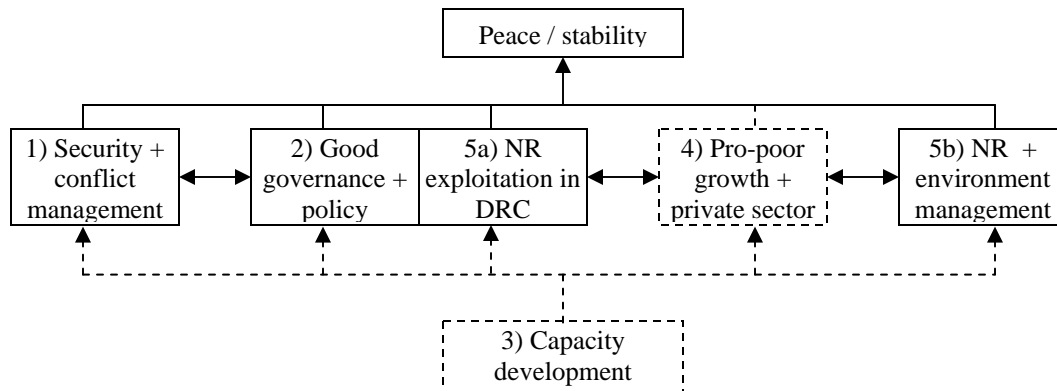 Peace / stability
1) Security +
conflict
management
2) Good
governance +
policy
5a) NR
exploitation in
DRC
4) Pro-poor
growth +
private sector
5b) NR +
environment
management
3) Capacity
development